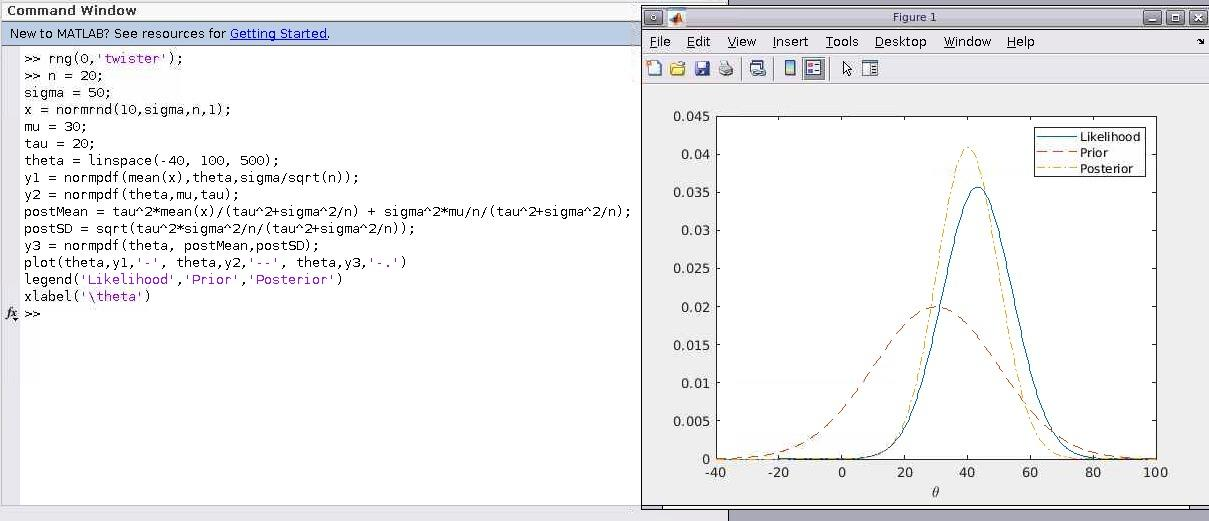 Command Window
New to MATLAB? See resources for Getting Started.
>> rng(0,'twister');
>> n = 20;
sigma = 50;
x = normrnd(10,sigma,n,1);
mu = 30;
tau = 20;
theta = linspace(-40, 100, 500);
y1 = normpdf(mean(x),theta,sigma/sqrt(n));
y2 = normpdf(theta,mu,tau);
postMean = tau^2*mean(x)/(tau^2+sigma^2/n) + sigma^2*mu/n/(tau^2+sigma^2/n);
postSD = sqrt(tau^2*sigma^2/n/(tau^2+sigma^2/n));
y3 = normpdf(theta, postMean,postSD);
plot(theta,y1,'-', theta,y2,'--', theta,y3,'-.')
legend('Likelihood','Prior','Posterior')
xlabel('\theta')
fx >>
Figure 1
File Edit View Insert Tools Desktop Window Help
0.045
0.04
0.035
0.03
0.025
0.02
0.015
0.01
0.005
0
Likelihood
Prior
Posterior
-40 -20 0 20 40 60 80 100
θ